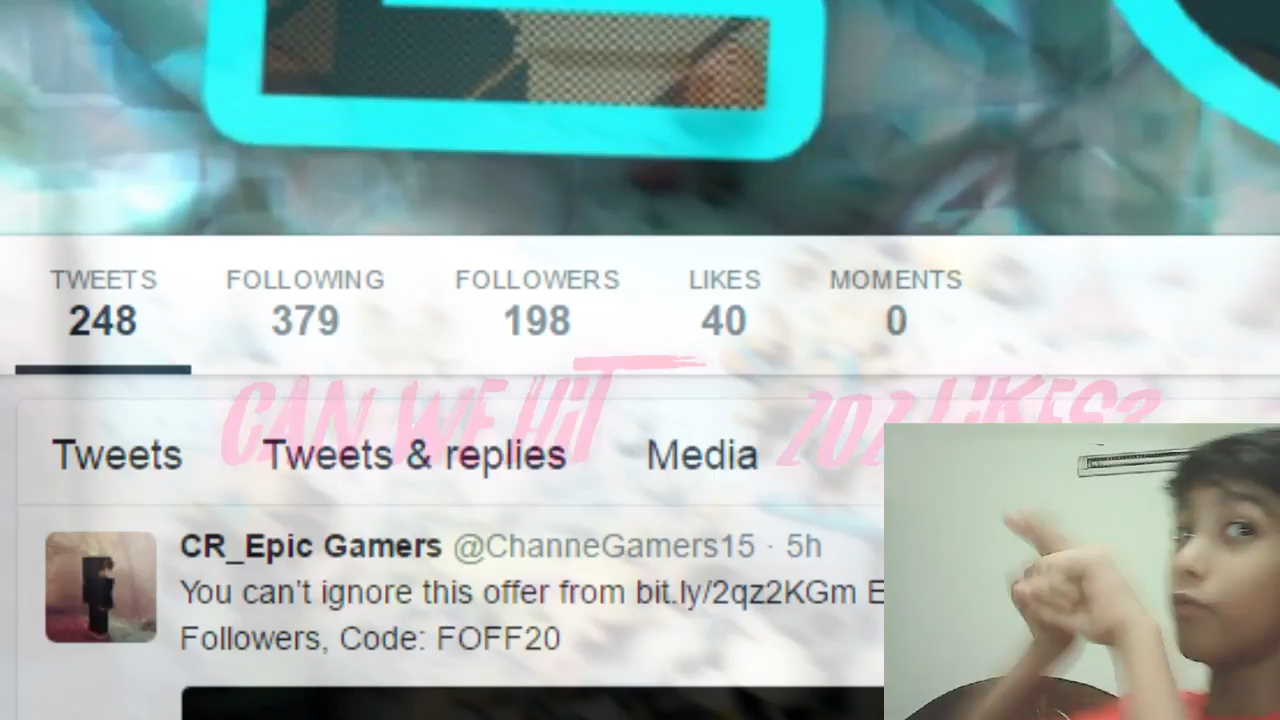 TWEETS FOLLOWING FOLLOWERS LIKES MOMENTS
248 379 198 40 0
CAN WE HIT LIKES?
Tweets Tweets & replies Media
CR_Epic Gamers @ChanneGamers15 · 5h
You can't ignore this offer from bit.ly/2qz2KGm E
Followers, Code: FOFF20